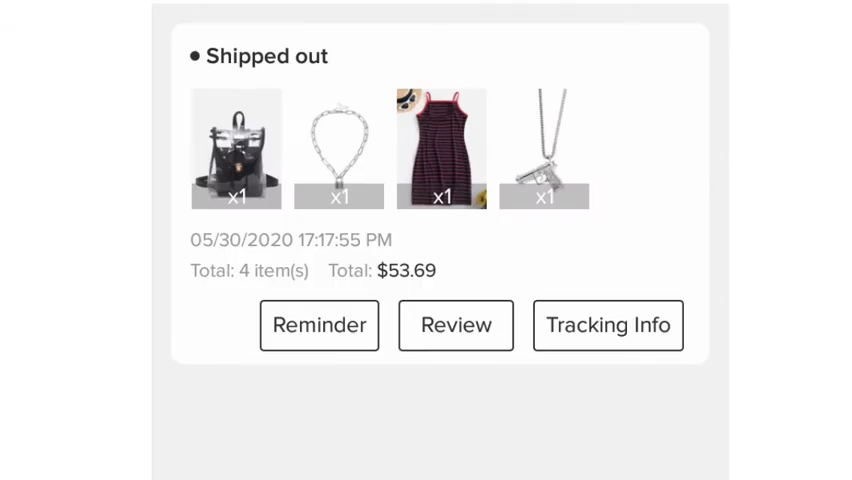 Shipped out
x1 x1 x1 x1
05/30/2020 17:17:55 PM
Total: 4 item(s) Total: $53.69
Reminder Review Tracking Info